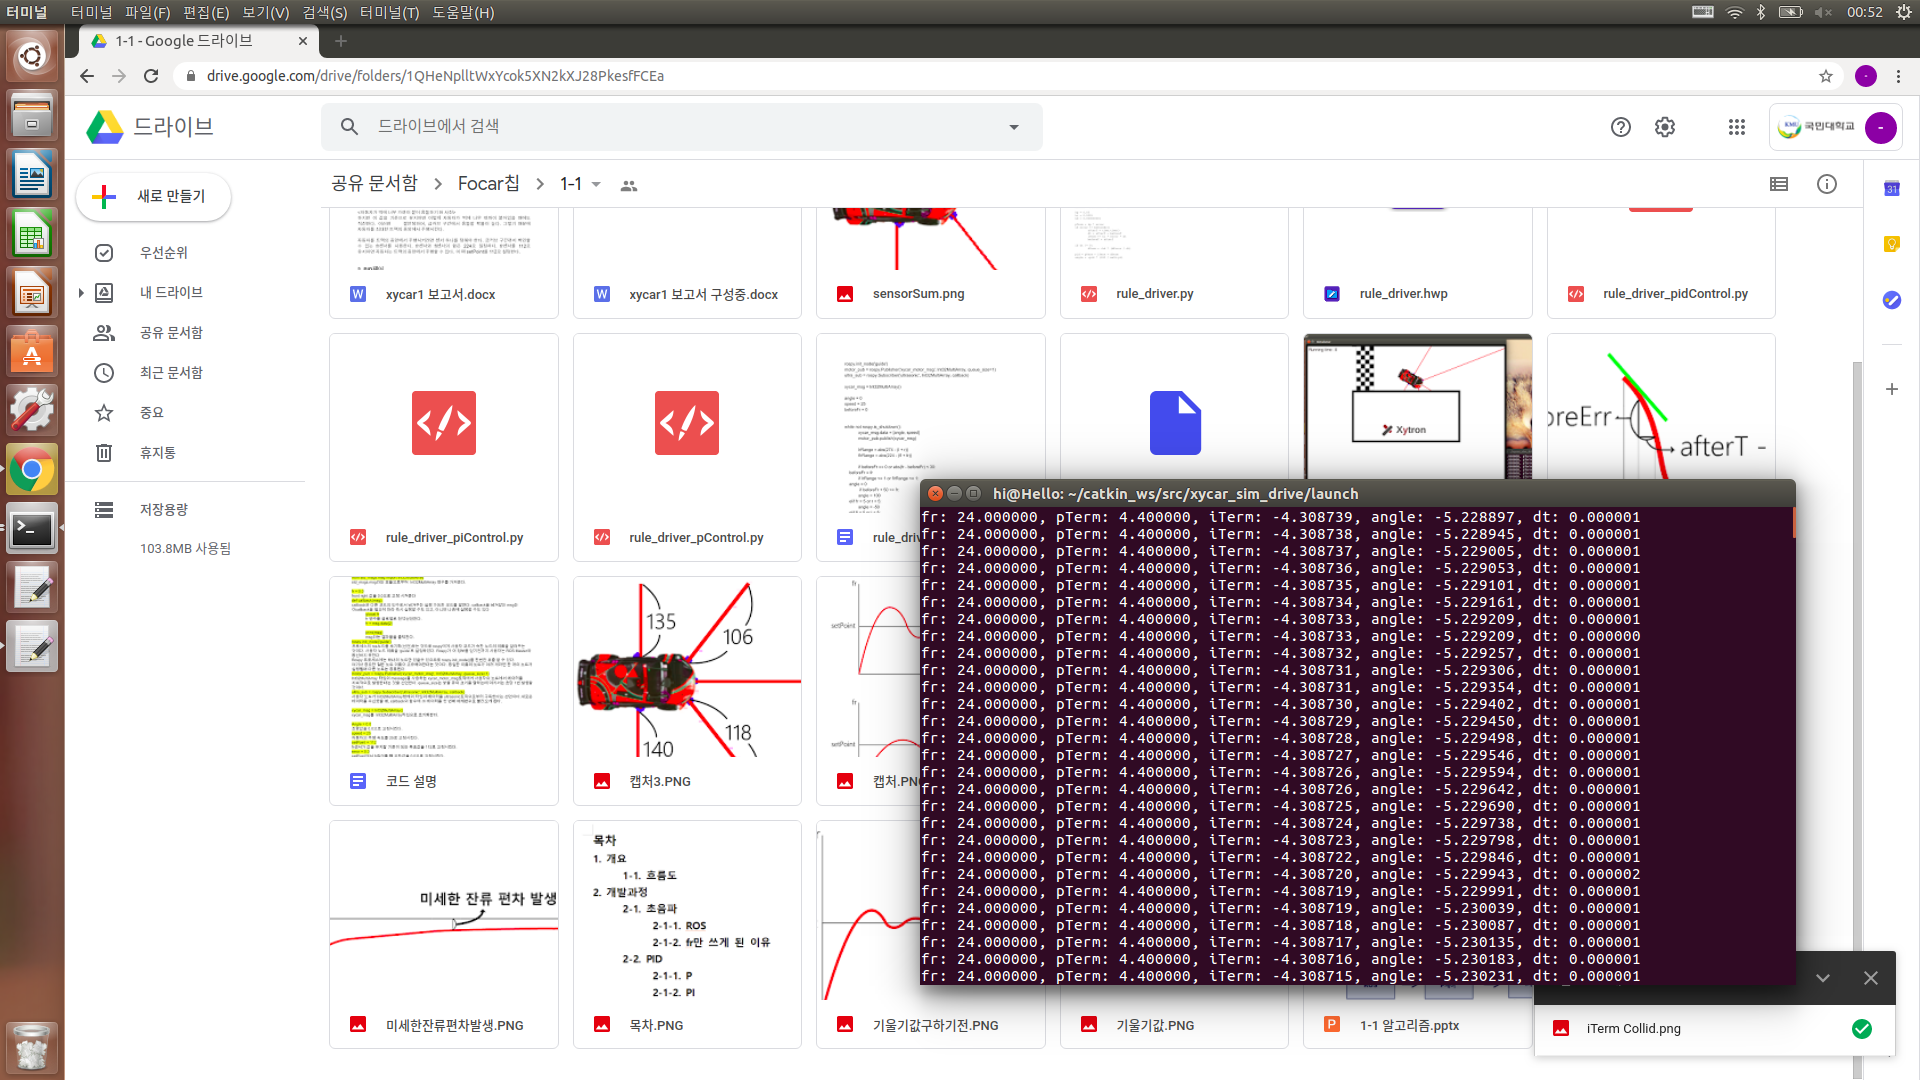 터미널 터미널 파일(F) 편집(E) 보기(V) 검색(S) 터미널(T) 도움말(H) 00:52
1-1 - Google 드라이브
drive.google.com/drive/folders/1QHeNplltWxYcok5XN2kXJ28PkesfFCEa
드라이브
드라이브에서 검색
KMU 국민대학교
-
새로 만들기
우선순위
내 드라이브
공유 문서함
최근 문서함
중요
휴지통
저장용량
103.8MB 사용됨
공유 문서함 > Focar칩 > 1-1
31
xycar1 보고서.docx
xycar1 보고서 구성중.docx
sensorSum.png
rule_driver.py
rule_driver.hwp
rule_driver_pidControl.py
Xytron
oreErr
afterT -
rule_driver_piControl.py
rule_driver_pControl.py
135
106
118
140
fr
setPoint
fr
setPoint
코드 설명
캡처3.PNG
미세한 잔류 편차 발생
목차
1. 개요
1-1. 흐름도
2. 개발과정
2-1. 초음파
2-1-1. ROS
2-1-2. fr만 쓰게 된 이유
2-2. PID
2-1-1. P
2-1-2. PI
미세한잔류편차발생.PNG
목차.PNG
기울기값구하기전.PNG
기울기값.PNG
1-1 알고리즘.pptx
iTerm Collid.png
hi@Hello: ~/catkin_ws/src/xycar_sim_drive/launch
fr: 24.000000, pTerm: 4.400000, iTerm: -4.308739, angle: -5.228897, dt: 0.000001
fr: 24.000000, pTerm: 4.400000, iTerm: -4.308738, angle: -5.228945, dt: 0.000001
fr: 24.000000, pTerm: 4.400000, iTerm: -4.308737, angle: -5.229005, dt: 0.000001
fr: 24.000000, pTerm: 4.400000, iTerm: -4.308736, angle: -5.229053, dt: 0.000001
fr: 24.000000, pTerm: 4.400000, iTerm: -4.308735, angle: -5.229101, dt: 0.000001
fr: 24.000000, pTerm: 4.400000, iTerm: -4.308734, angle: -5.229161, dt: 0.000001
fr: 24.000000, pTerm: 4.400000, iTerm: -4.308733, angle: -5.229209, dt: 0.000001
fr: 24.000000, pTerm: 4.400000, iTerm: -4.308733, angle: -5.229209, dt: 0.000000
fr: 24.000000, pTerm: 4.400000, iTerm: -4.308732, angle: -5.229257, dt: 0.000001
fr: 24.000000, pTerm: 4.400000, iTerm: -4.308731, angle: -5.229306, dt: 0.000001
fr: 24.000000, pTerm: 4.400000, iTerm: -4.308731, angle: -5.229354, dt: 0.000001
fr: 24.000000, pTerm: 4.400000, iTerm: -4.308730, angle: -5.229402, dt: 0.000001
fr: 24.000000, pTerm: 4.400000, iTerm: -4.308729, angle: -5.229450, dt: 0.000001
fr: 24.000000, pTerm: 4.400000, iTerm: -4.308728, angle: -5.229498, dt: 0.000001
fr: 24.000000, pTerm: 4.400000, iTerm: -4.308727, angle: -5.229546, dt: 0.000001
fr: 24.000000, pTerm: 4.400000, iTerm: -4.308726, angle: -5.229594, dt: 0.000001
fr: 24.000000, pTerm: 4.400000, iTerm: -4.308726, angle: -5.229642, dt: 0.000001
fr: 24.000000, pTerm: 4.400000, iTerm: -4.308725, angle: -5.229690, dt: 0.000001
fr: 24.000000, pTerm: 4.400000, iTerm: -4.308724, angle: -5.229738, dt: 0.000001
fr: 24.000000, pTerm: 4.400000, iTerm: -4.308723, angle: -5.229798, dt: 0.000001
fr: 24.000000, pTerm: 4.400000, iTerm: -4.308722, angle: -5.229846, dt: 0.000001
fr: 24.000000, pTerm: 4.400000, iTerm: -4.308720, angle: -5.229943, dt: 0.000002
fr: 24.000000, pTerm: 4.400000, iTerm: -4.308719, angle: -5.229991, dt: 0.000001
fr: 24.000000, pTerm: 4.400000, iTerm: -4.308719, angle: -5.230039, dt: 0.000001
fr: 24.000000, pTerm: 4.400000, iTerm: -4.308718, angle: -5.230087, dt: 0.000001
fr: 24.000000, pTerm: 4.400000, iTerm: -4.308717, angle: -5.230135, dt: 0.000001
fr: 24.000000, pTerm: 4.400000, iTerm: -4.308716, angle: -5.230183, dt: 0.000001
fr: 24.000000, pTerm: 4.400000, iTerm: -4.308715, angle: -5.230231, dt: 0.000001